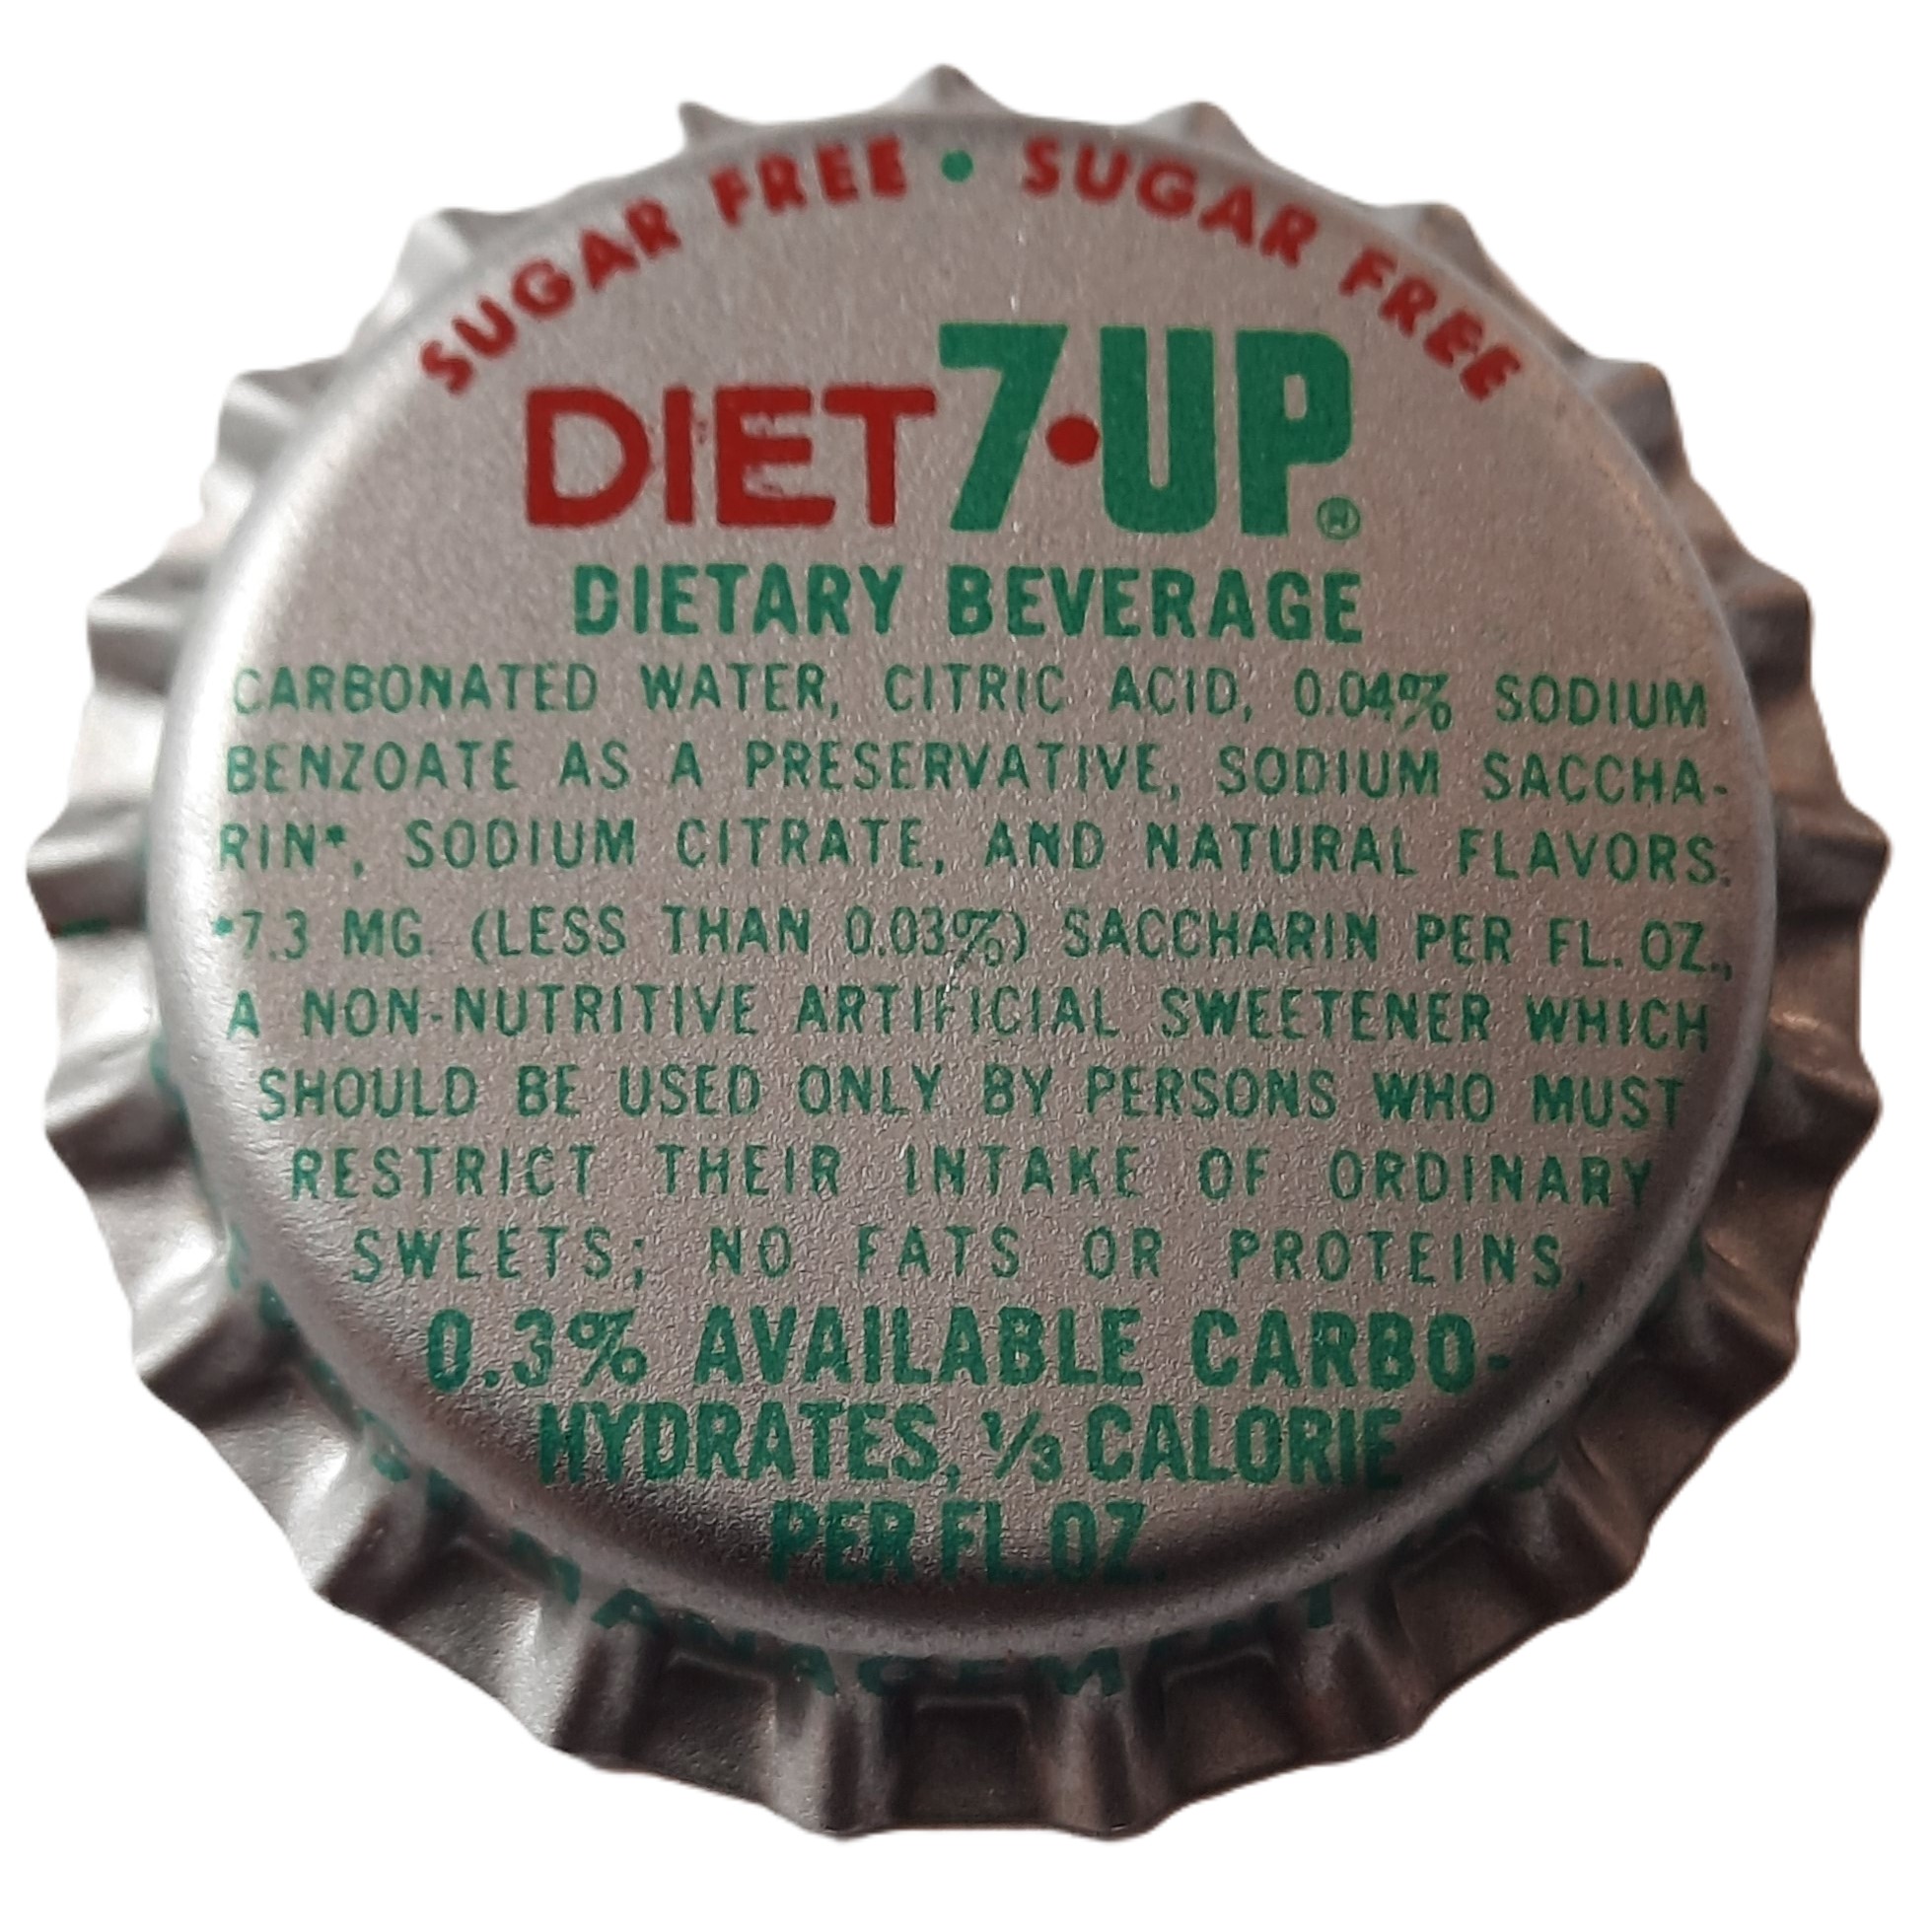 SUGAR FREE • SUGAR FREE
DIET 7·UP®
DIETARY BEVERAGE
CARBONATED WATER, CITRIC ACID, 0.04% SODIUM
BENZOATE AS A PRESERVATIVE, SODIUM SACCHA-
RIN*, SODIUM CITRATE, AND NATURAL FLAVORS.
*7.3 MG. (LESS THAN 0.03%) SACCHARIN PER FL. OZ.,
A NON-NUTRITIVE ARTIFICIAL SWEETENER WHICH
SHOULD BE USED ONLY BY PERSONS WHO MUST
RESTRICT THEIR INTAKE OF ORDINARY
SWEETS; NO FATS OR PROTEINS,
0.3% AVAILABLE CARBO-
HYDRATES, ⅓ CALORIE
PER FL. OZ.
MANAGEMENT